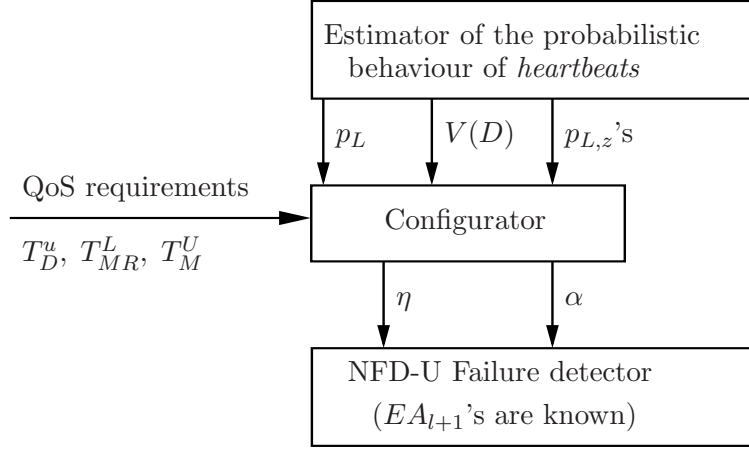 Estimator of the probabilistic
behaviour of heartbeats
p_L V(D) p_{L,z}'s
QoS requirements
Configurator
T_D^u, T_{MR}^L, T_M^U
η α
NFD-U Failure detector
(EA_{l+1}'s are known)